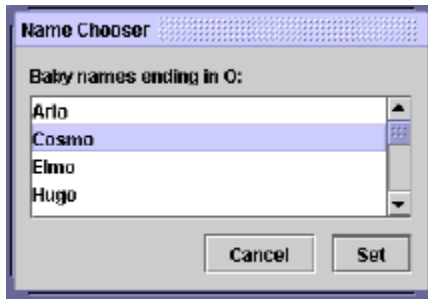 Name Chooser
Baby names ending in O:
Arlo
Cosmo
Elmo
Hugo
Cancel Set